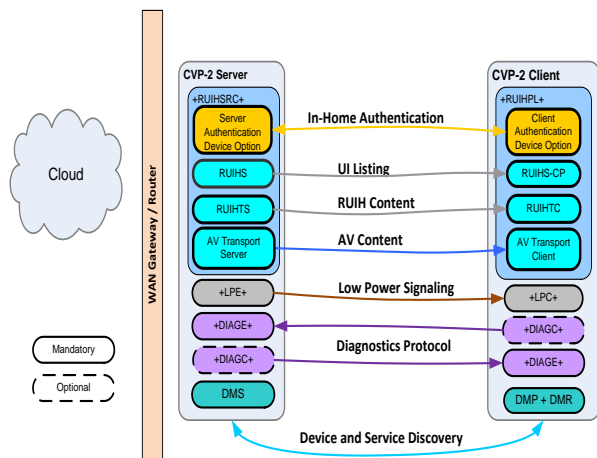 Cloud
Mandatory
Optional
WAN Gateway / Router
CVP-2 Server
+RUIHSRC+
Server
Authentication
Device Option
RUIHS
RUIHTS
AV Transport
Server
+LPE+
+DIAGE+
+DIAGC+
DMS
In-Home Authentication
UI Listing
RUIH Content
AV Content
Low Power Signaling
Diagnostics Protocol
Device and Service Discovery
CVP-2 Client
+RUIHPL+
Client
Authentication
Device Option
RUIHS-CP
RUIHTC
AV Transport
Client
+LPC+
+DIAGC+
+DIAGE+
DMP + DMR